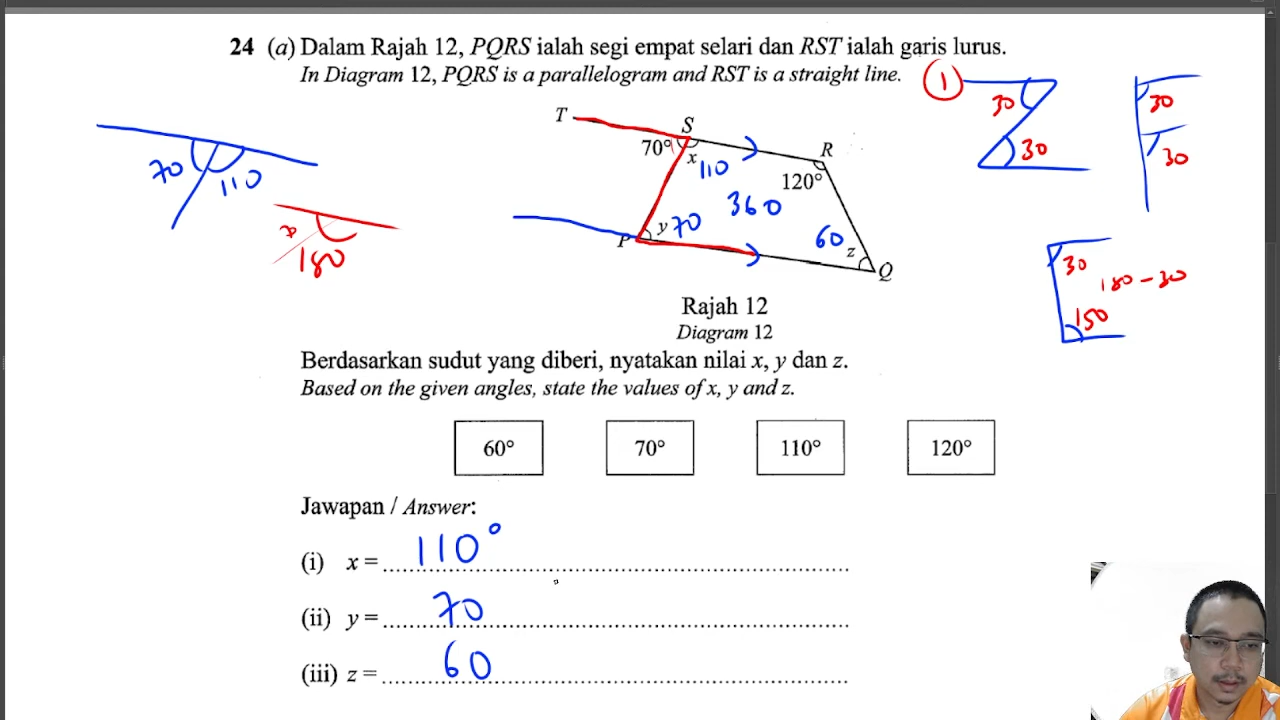 24 (a) Dalam Rajah 12, PQRS ialah segi empat selari dan RST ialah garis lurus.
In Diagram 12, PQRS is a parallelogram and RST is a straight line.
1
30
30
30
30
30
180 - 30
150
70
110
180
T
S
R
70°
x
110
120°
360
P
y
70
60
z
Q
Rajah 12
Diagram 12
Berdasarkan sudut yang diberi, nyatakan nilai x, y dan z.
Based on the given angles, state the values of x, y and z.
60° 70° 110° 120°
Jawapan / Answer:
(i) x = 110°
(ii) y = 70
(iii) z = 60